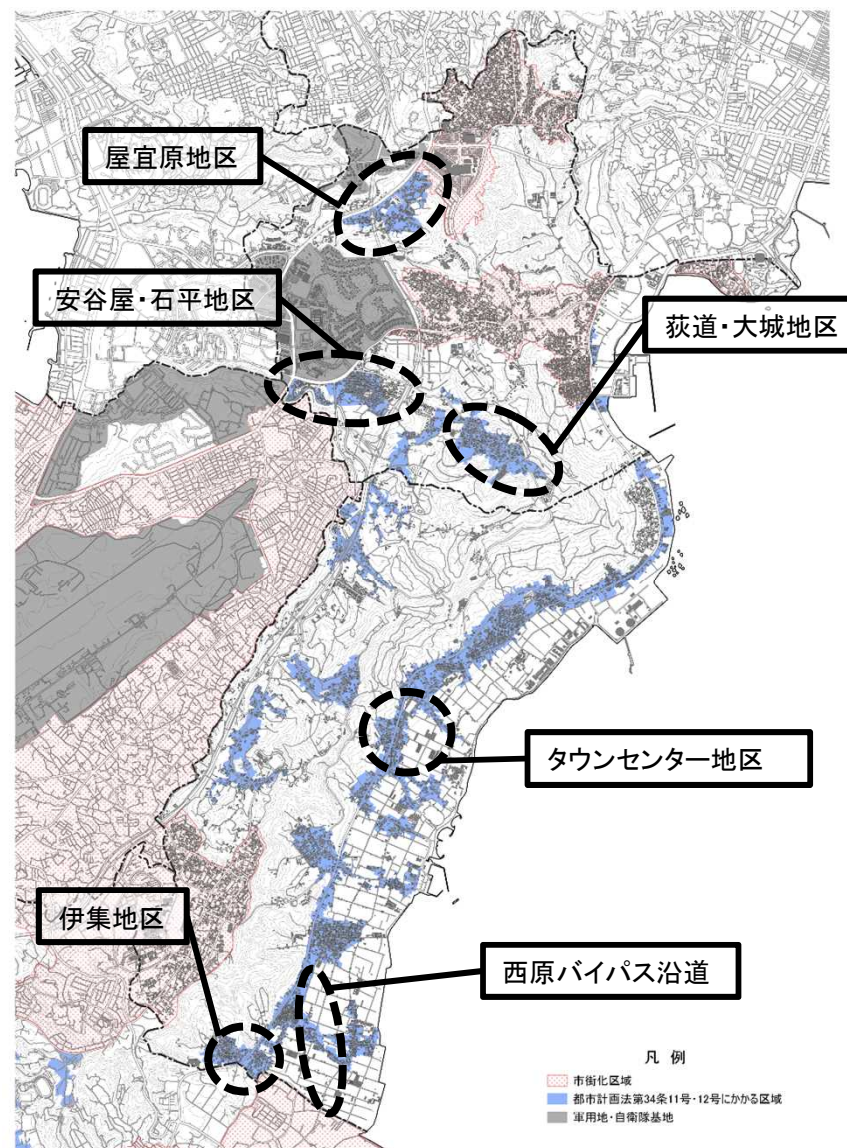 屋宜原地区
安谷屋・石平地区
荻道・大城地区
タウンセンター地区
伊集地区
西原バイパス沿道
凡 例
市街化区域
都市計画法第34条11号・12号にかかる区域
軍用地・自衛隊基地